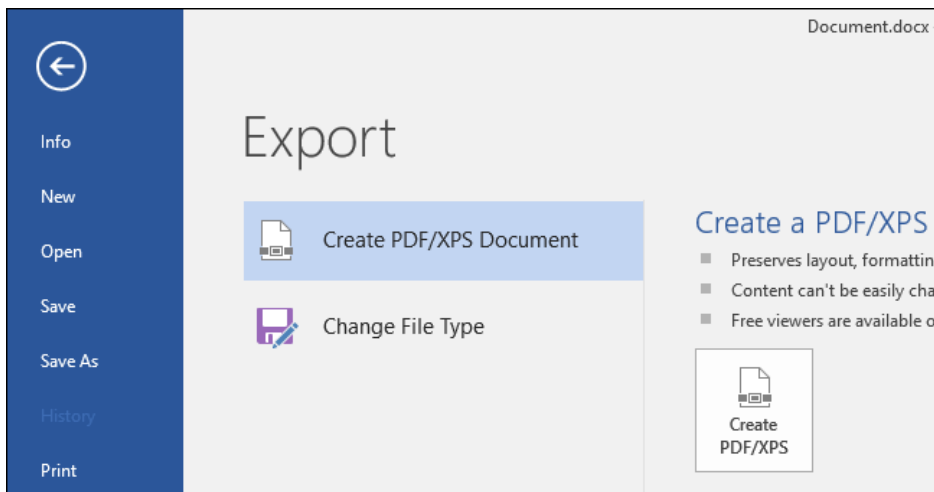 Document.docx
Info
New
Open
Save
Save As
History
Print
Export
Create PDF/XPS Document
Change File Type
Create a PDF/XPS
Preserves layout, formattin
Content can't be easily cha
Free viewers are available o
Create
PDF/XPS